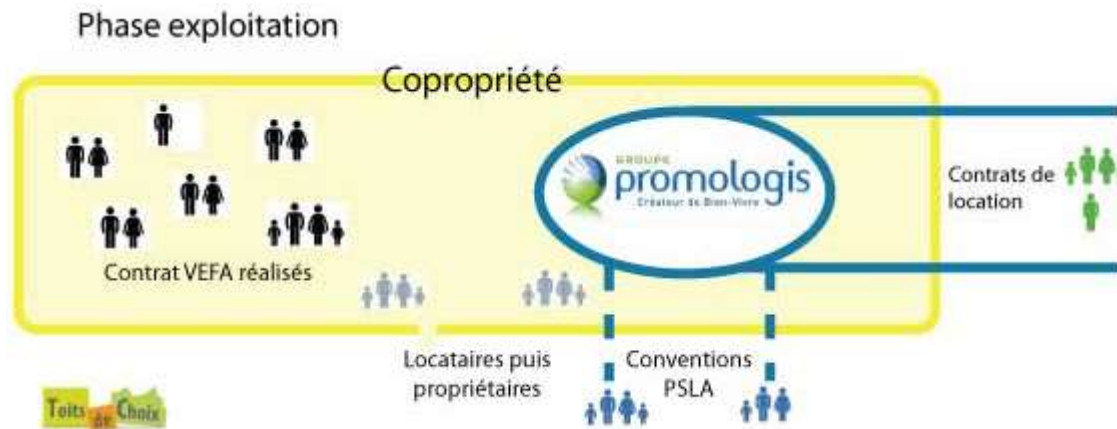 Phase exploitation
Copropriété
GROUPE
promologis
Créateur de Bien-Vivre
Contrats de
location
Contrat VEFA réalisés
Locataires puis
propriétaires
Conventions
PSLA
Toits de Choix